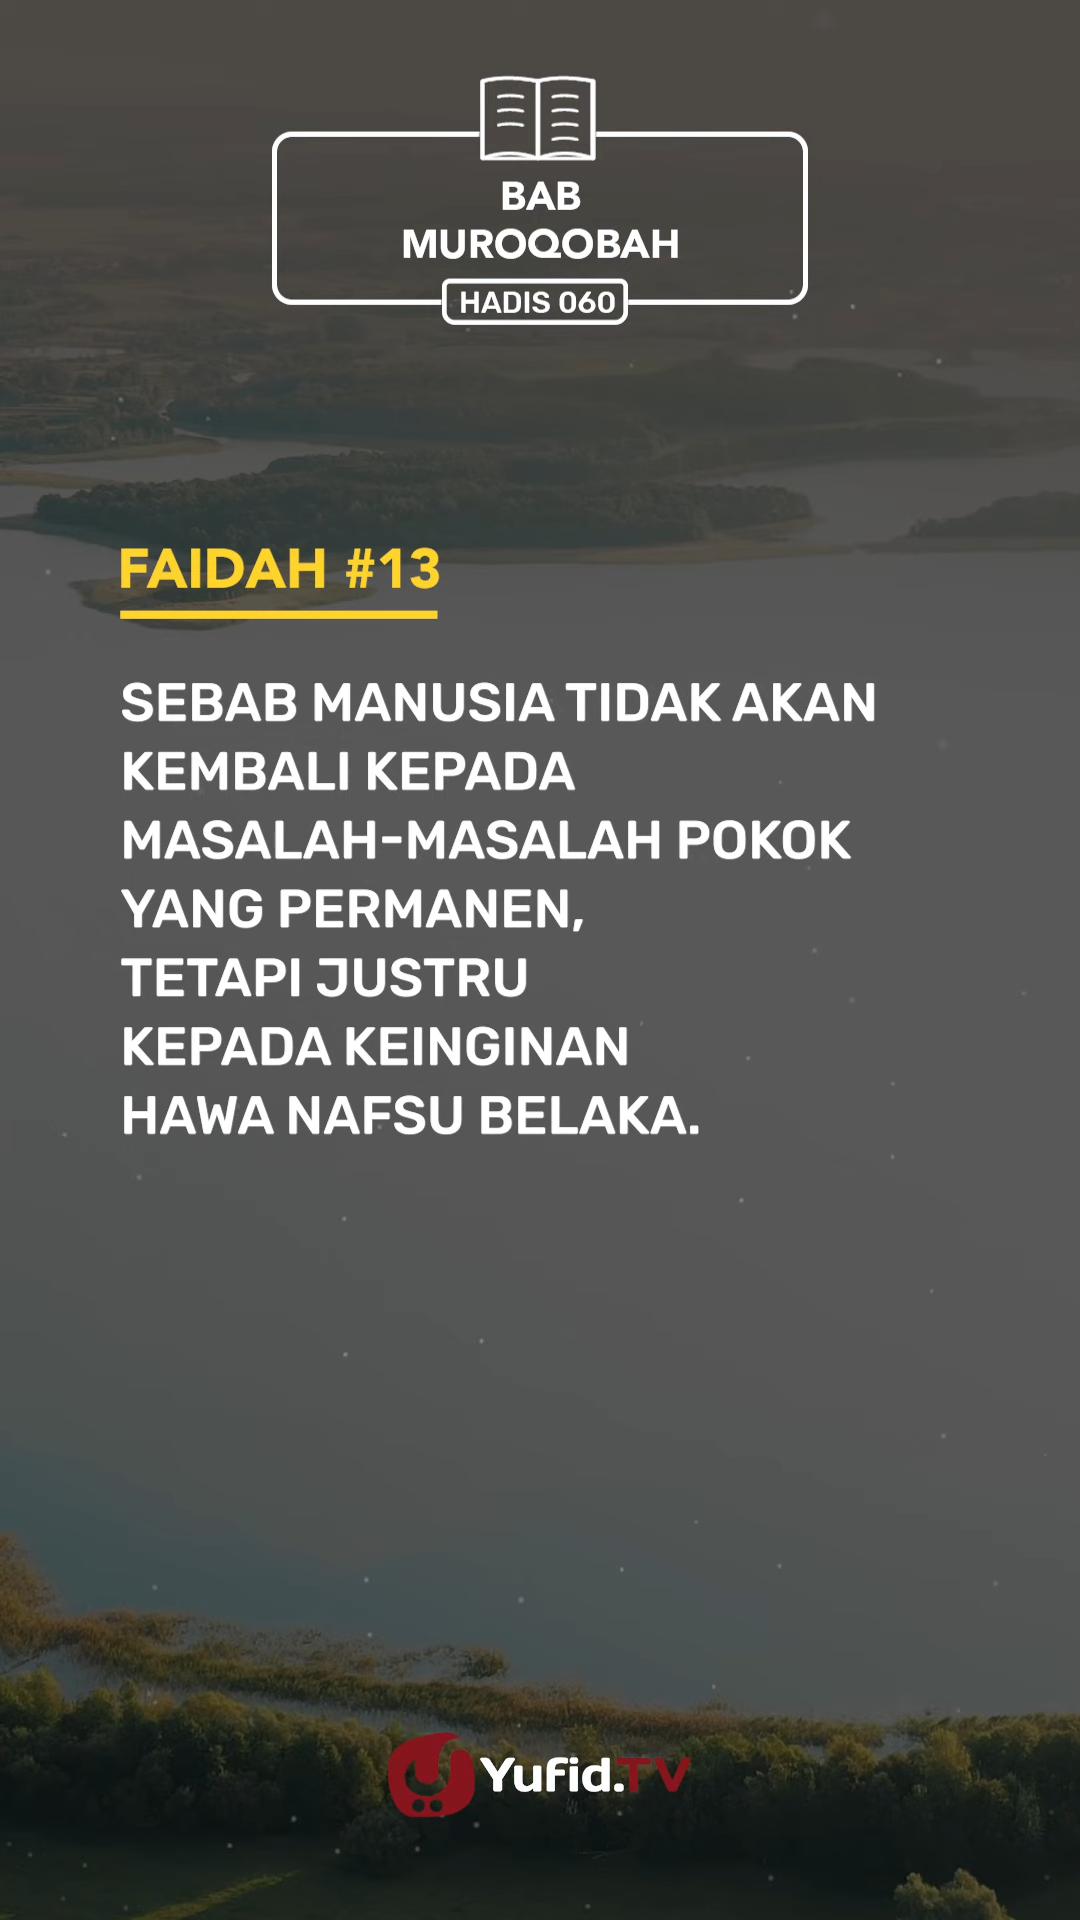 BAB
MUROQOBAH
HADIS 060
FAIDAH #13
SEBAB MANUSIA TIDAK AKAN
KEMBALI KEPADA
MASALAH-MASALAH POKOK
YANG PERMANEN,
TETAPI JUSTRU
KEPADA KEINGINAN
HAWA NAFSU BELAKA.
Yufid.TV